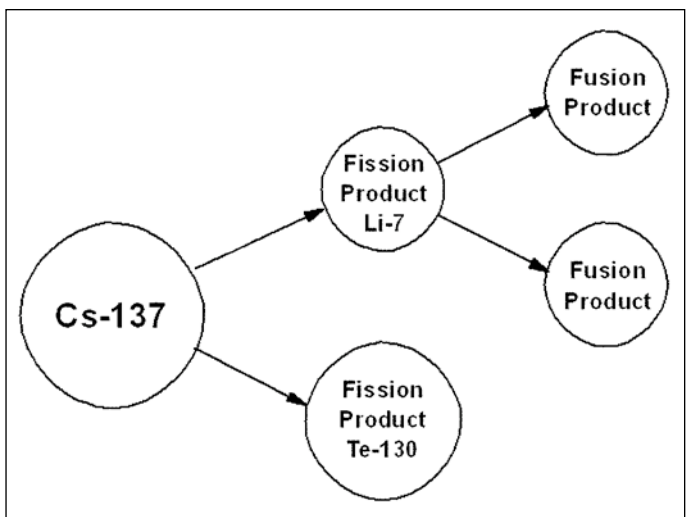 Fusion
Product
Fission
Product
Li-7
Cs-137
Fusion
Product
Fission
Product
Te-130